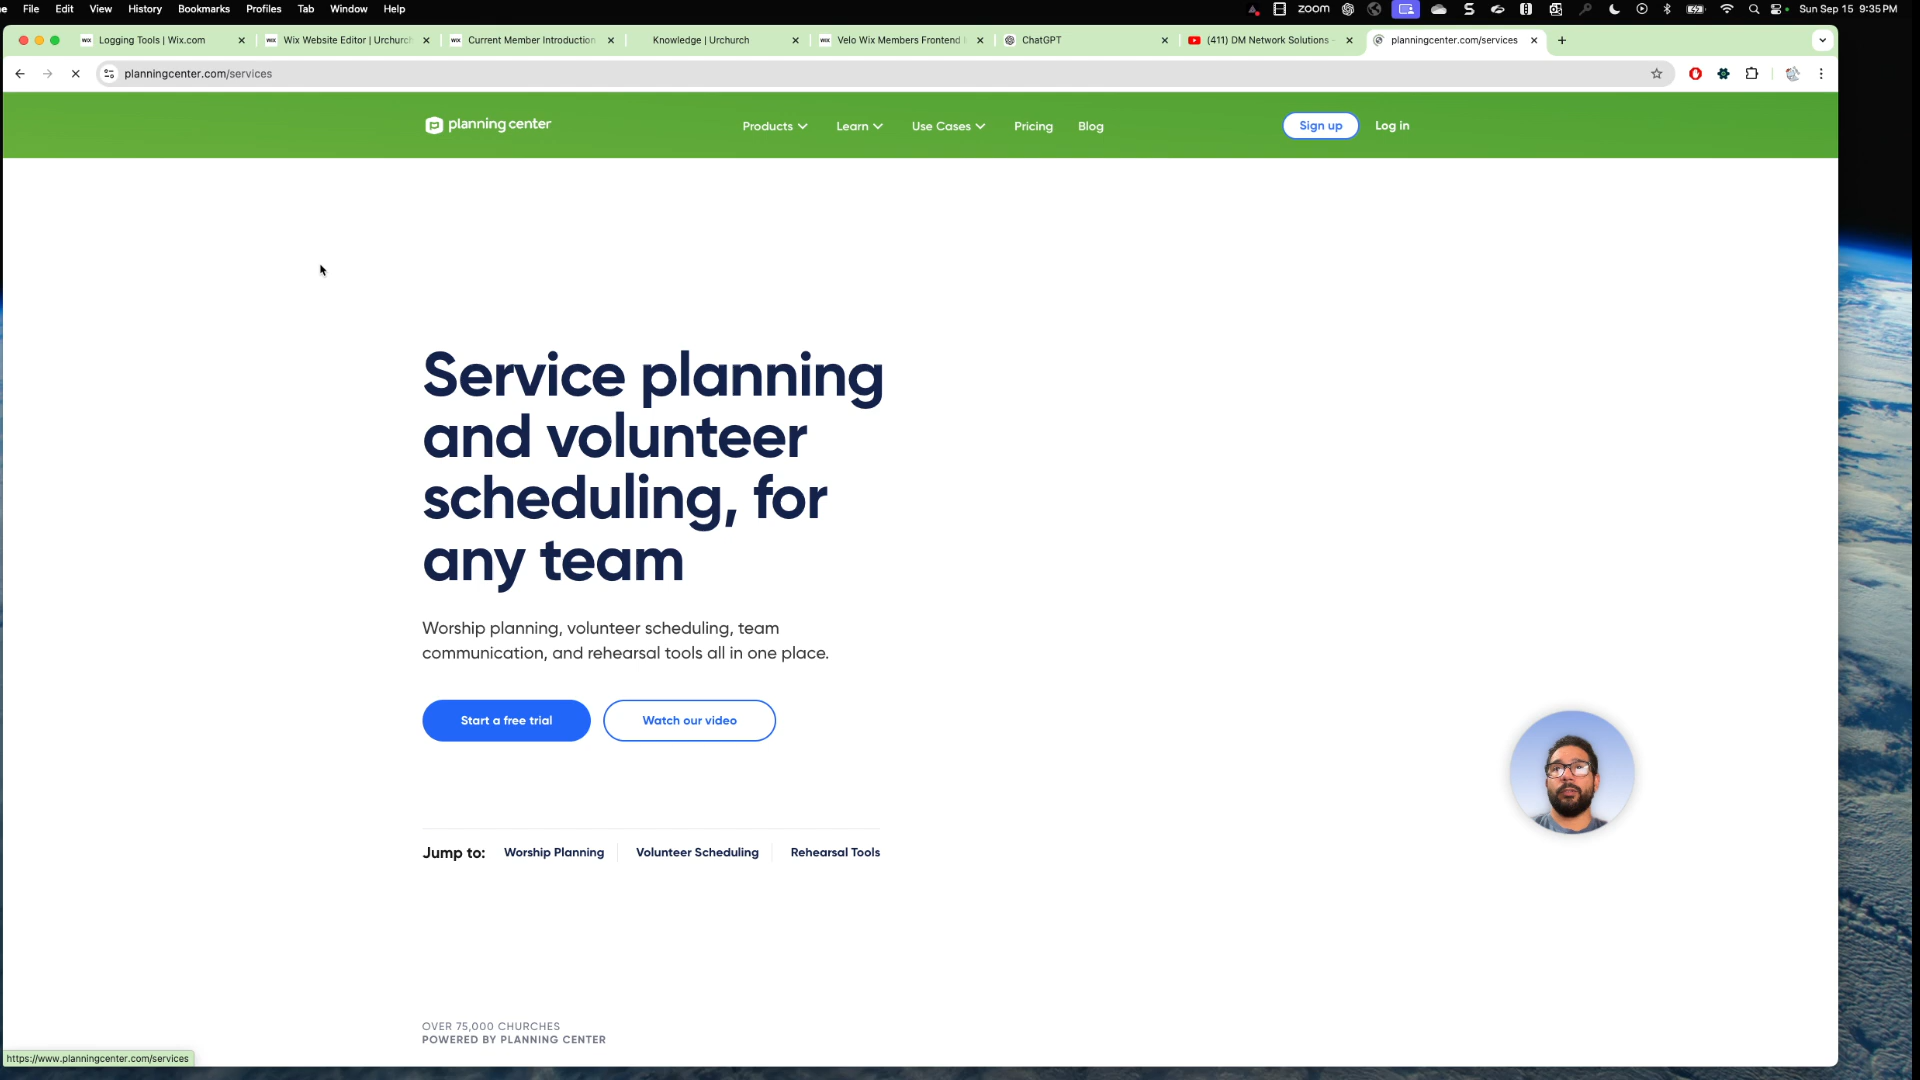 File Edit View History Bookmarks Profiles Tab Window Help zoom Sun Sep 15 9:35 PM
Logging Tools | Wix.com Wix Website Editor | Urchurch Current Member Introduction Knowledge | Urchurch Velo Wix Members Frontend ChatGPT (411) DM Network Solutions - planningcenter.com/services
planningcenter.com/services
planning center Products Learn Use Cases Pricing Blog Sign up Log in
Service planning
and volunteer
scheduling, for
any team
Worship planning, volunteer scheduling, team
communication, and rehearsal tools all in one place.
Start a free trial Watch our video
Jump to: Worship Planning Volunteer Scheduling Rehearsal Tools
OVER 75,000 CHURCHES
POWERED BY PLANNING CENTER
https://www.planningcenter.com/services